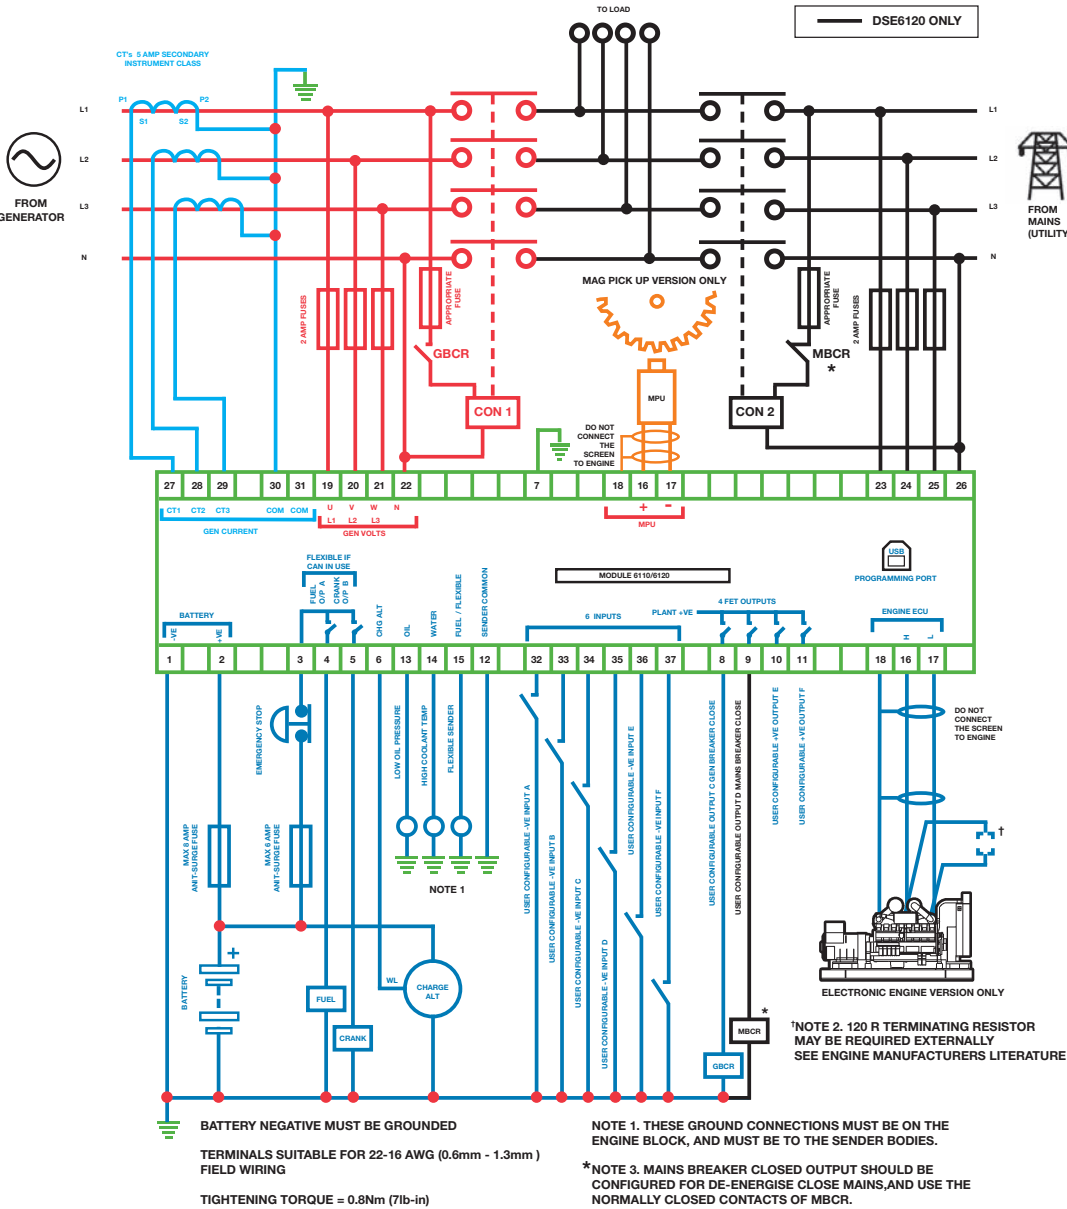 TO LOAD
DSE6120 ONLY
CT's 5 AMP SECONDARY
INSTRUMENT CLASS
P1
P2
S1
S2
L1
L2
L3
N
L1
L2
L3
N
FROM
GENERATOR
FROM
MAINS
(UTILITY
2 AMP FUSES
APPROPRIATE
FUSE
GBCR
CON 1
MAG PICK UP VERSION ONLY
MPU
DO NOT
CONNECT
THE
SCREEN
TO ENGINE
APPROPRIATE
FUSE
MBCR
*
2 AMP FUSES
CON 2
27 28 29 30 31 19 20 21 22 7 18 16 17 23 24 25 26
CT1 CT2 CT3 COM COM
GEN CURRENT
U V W N
L1 L2 L3
GEN VOLTS
+ -
MPU
USB
PROGRAMMING PORT
MODULE 6110/6120
FLEXIBLE IF
CAN IN USE
FUEL
O/P A
CRANK
O/P B
BATTERY
-VE
+VE
CHG ALT
OIL
WATER
FUEL / FLEXIBLE
SENDER COMMON
6 INPUTS
PLANT +VE
4 FET OUTPUTS
ENGINE ECU
H
L
1 2 3 4 5 6 13 14 15 12 32 33 34 35 36 37 8 9 10 11 18 16 17
EMERGENCY STOP
MAX 8 AMP
ANIT-SURGE FUSE
MAX 6 AMP
ANIT-SURGE FUSE
LOW OIL PRESSURE
HIGH COOLANT TEMP
FLEXIBLE SENDER
NOTE 1
USER CONFIGURABLE -VE INPUT A
USER CONFIGURABLE -VE INPUT B
USER CONFIGURABLE -VE INPUT C
USER CONFIGURABLE -VE INPUT D
USER CONFIGURABLE -VE INPUT E
USER CONFIGURABLE -VE INPUT F
USER CONFIGURABLE OUTPUT C GEN BREAKER CLOSE
USER CONFIGURABLE OUTPUT D MAINS BREAKER CLOSE
USER CONFIGURABLE +VE OUTPUT E
USER CONFIGURABLE +VE OUTPUT F
DO NOT
CONNECT
THE SCREEN
TO ENGINE
†
BATTERY
+
FUEL
CRANK
WL
CHARGE
ALT
GBCR
MBCR
*
ELECTRONIC ENGINE VERSION ONLY
†NOTE 2. 120 R TERMINATING RESISTOR
MAY BE REQUIRED EXTERNALLY
SEE ENGINE MANUFACTURERS LITERATURE
BATTERY NEGATIVE MUST BE GROUNDED
TERMINALS SUITABLE FOR 22-16 AWG (0.6mm - 1.3mm )
FIELD WIRING
TIGHTENING TORQUE = 0.8Nm (7lb-in)
NOTE 1. THESE GROUND CONNECTIONS MUST BE ON THE
ENGINE BLOCK, AND MUST BE TO THE SENDER BODIES.
*NOTE 3. MAINS BREAKER CLOSED OUTPUT SHOULD BE
CONFIGURED FOR DE-ENERGISE CLOSE MAINS,AND USE THE
NORMALLY CLOSED CONTACTS OF MBCR.